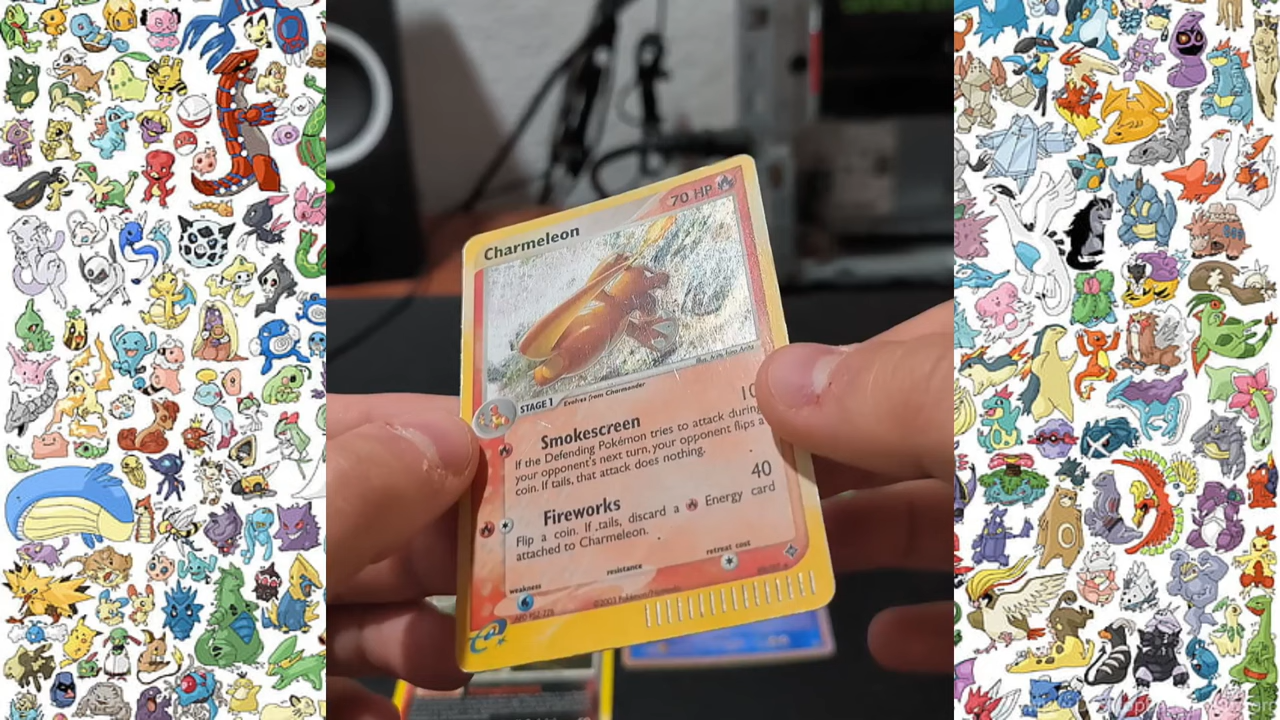 Charmeleon
70 HP
STAGE 1
Evolves from Charmander
Smokescreen
If the Defending Pokémon tries to attack during
your opponent's next turn, your opponent flips a
coin. If tails, that attack does nothing.
Fireworks 40
Flip a coin. If tails, discard a Energy card
attached to Charmeleon.
weakness
resistance
retreat cost
©2003 Pokémon/Nintendo